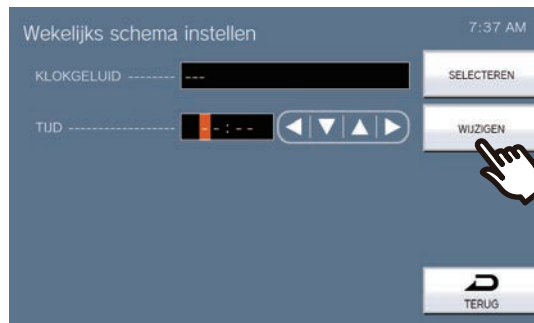 Wekelijks schema instellen
7:37 AM
KLOKGELUID -------- ---
SELECTEREN
TIJD ----------------- --:--
WIJZIGEN
TERUG